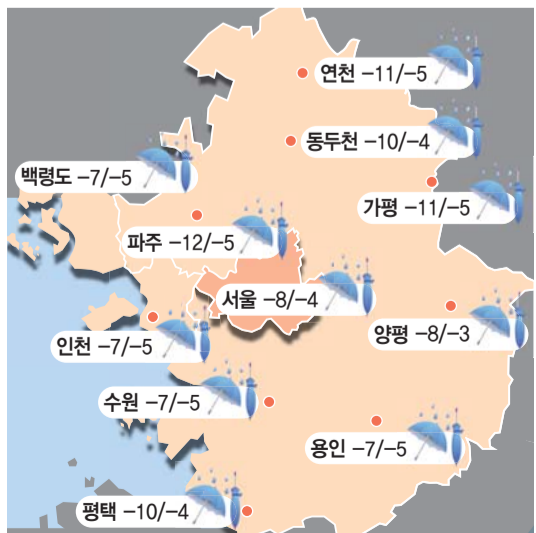 연천 –11/–5
동두천 –10/–4
백령도 –7/–5
가평 –11/–5
파주 –12/–5
서울 –8/–4
양평 –8/–3
인천 –7/–5
수원 –7/–5
용인 –7/–5
평택 –10/–4